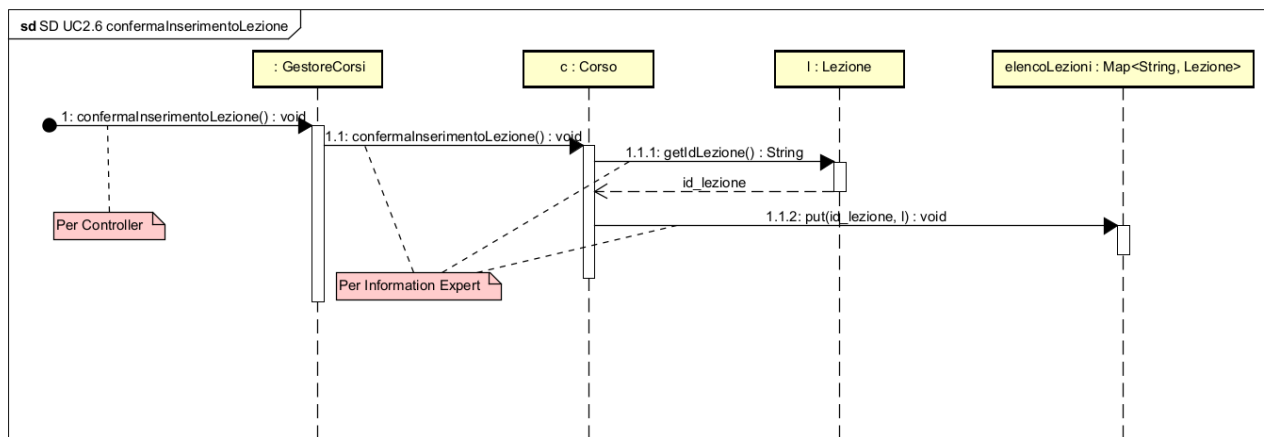 sd SD UC2.6 confermaInserimentoLezione
: GestoreCorsi
c : Corso
l : Lezione
elencoLezioni : Map<String, Lezione>
1: confermaInserimentoLezione() : void
1.1: confermaInserimentoLezione() : void
1.1.1: getIdLezione() : String
id_lezione
1.1.2: put(id_lezione, l) : void
Per Controller
Per Information Expert